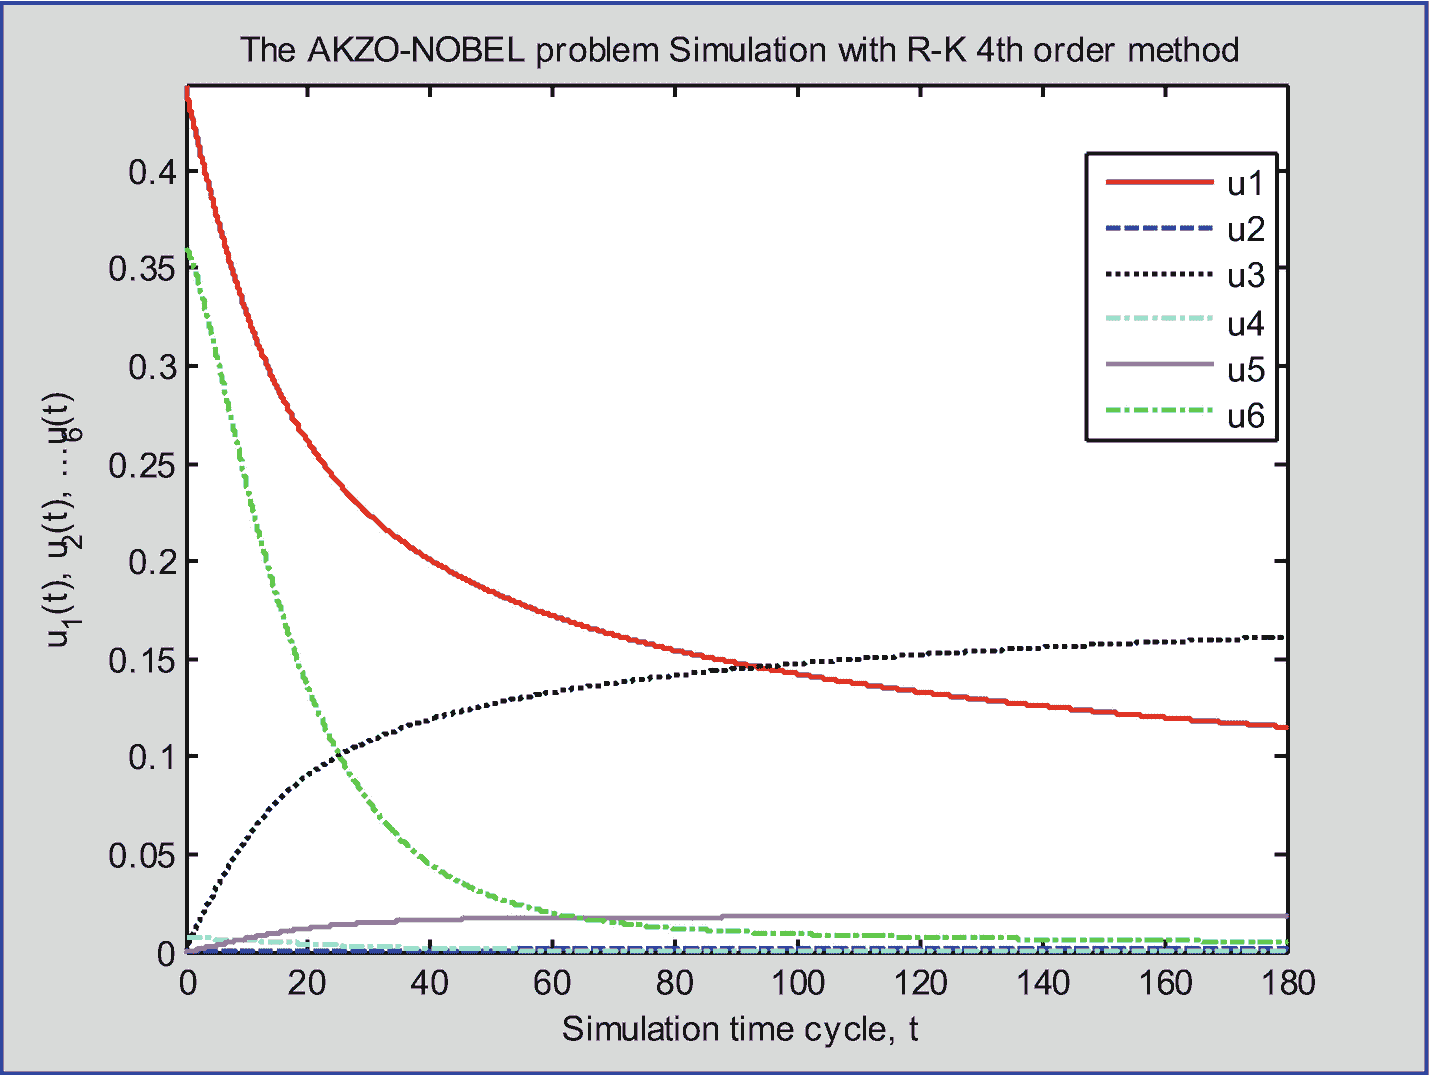 The AKZO-NOBEL problem Simulation with R-K 4th order method
u1(t), u2(t), ...u6(t)
0.4
0.35
0.3
0.25
0.2
0.15
0.1
0.05
0
u1
u2
u3
u4
u5
u6
0 20 40 60 80 100 120 140 160 180
Simulation time cycle, t